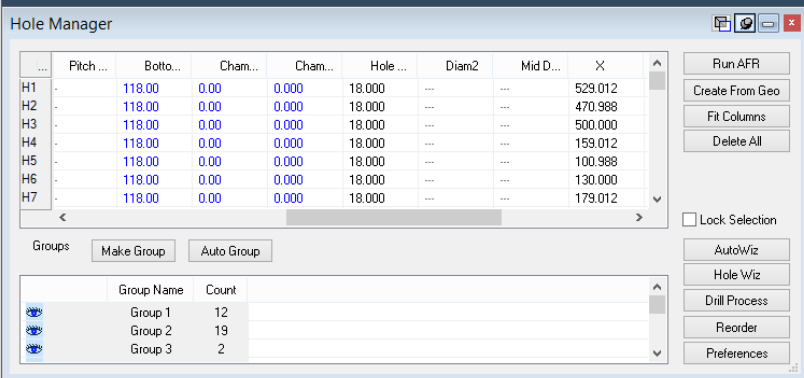 Hole Manager
... Pitch ... Botto... Cham... Cham... Hole ... Diam2 Mid D... X
H1 - 118.00 0.00 0.000 18.000 --- --- 529.012
H2 - 118.00 0.00 0.000 18.000 --- --- 470.988
H3 - 118.00 0.00 0.000 18.000 --- --- 500.000
H4 - 118.00 0.00 0.000 18.000 --- --- 159.012
H5 - 118.00 0.00 0.000 18.000 --- --- 100.988
H6 - 118.00 0.00 0.000 18.000 --- --- 130.000
H7 - 118.00 0.00 0.000 18.000 --- --- 179.012
Run AFR
Create From Geo
Fit Columns
Delete All
Lock Selection
Groups Make Group Auto Group
Group Name Count
Group 1 12
Group 2 19
Group 3 2
AutoWiz
Hole Wiz
Drill Process
Reorder
Preferences